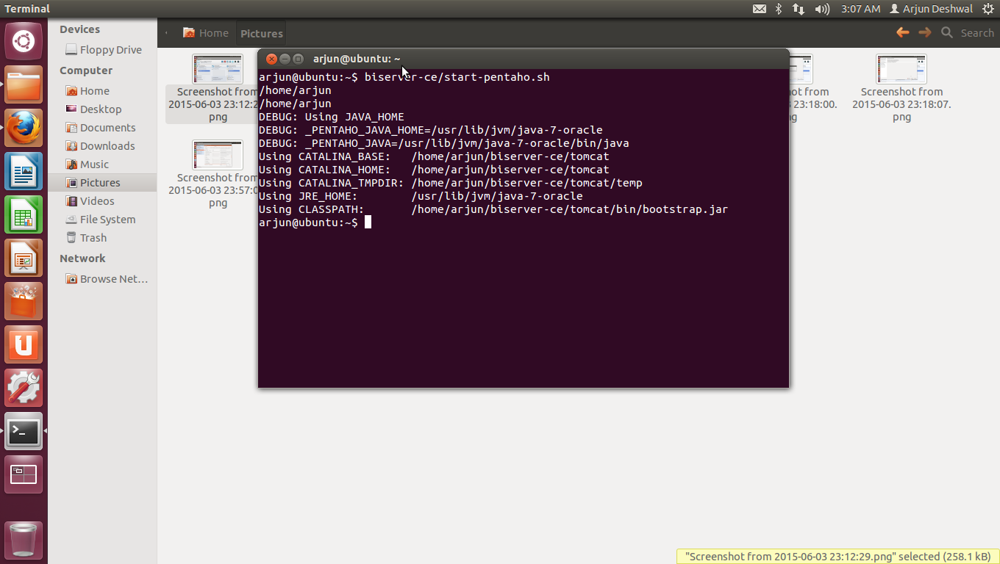 Terminal
3:07 AM
Arjun Deshwal
Devices
Floppy Drive
Computer
Home
Desktop
Documents
Downloads
Music
Pictures
Videos
File System
Trash
Network
Browse Net...
Home
Pictures
Search
Screenshot from
2015-06-03 23:12:2
png
from
-06-03 23:18:00.
Screenshot from
2015-06-03 23:18:07.
png
Screenshot from
2015-06-03 23:57:0
png
arjun@ubuntu: ~
arjun@ubuntu:~$ biserver-ce/start-pentaho.sh
/home/arjun
/home/arjun
DEBUG: Using JAVA_HOME
DEBUG: _PENTAHO_JAVA_HOME=/usr/lib/jvm/java-7-oracle
DEBUG: _PENTAHO_JAVA=/usr/lib/jvm/java-7-oracle/bin/java
Using CATALINA_BASE:   /home/arjun/biserver-ce/tomcat
Using CATALINA_HOME:   /home/arjun/biserver-ce/tomcat
Using CATALINA_TMPDIR: /home/arjun/biserver-ce/tomcat/temp
Using JRE_HOME:        /usr/lib/jvm/java-7-oracle
Using CLASSPATH:       /home/arjun/biserver-ce/tomcat/bin/bootstrap.jar
arjun@ubuntu:~$
"Screenshot from 2015-06-03 23:12:29.png" selected (258.1 kB)